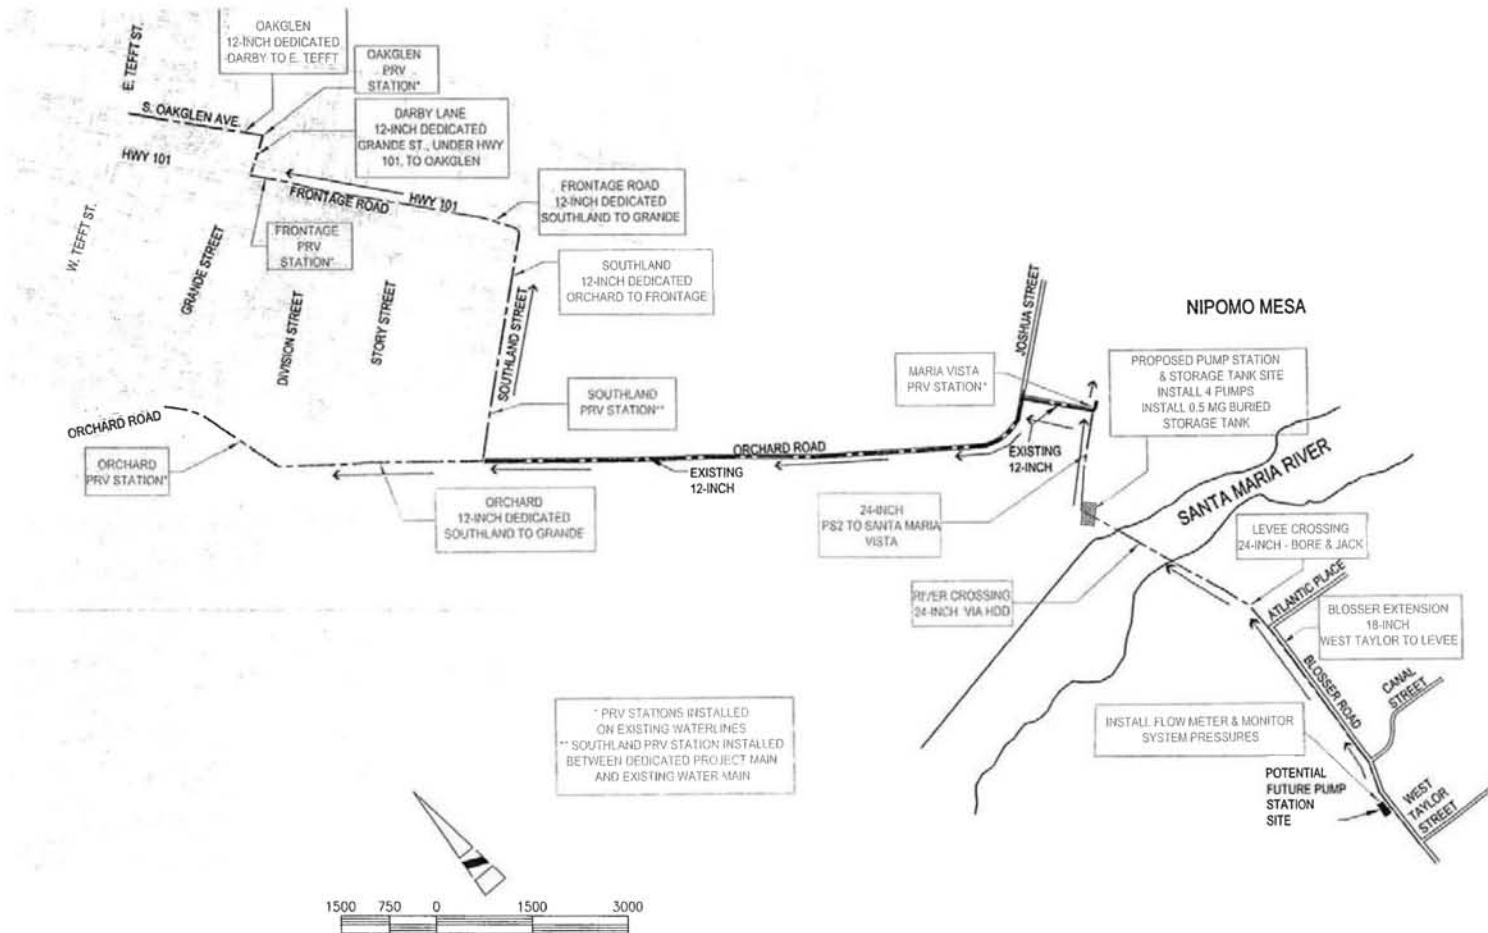 OAKGLEN
12-INCH DEDICATED
DARBY TO E. TEFFT
E. TEFFT ST.
OAKGLEN
PRV
STATION*
S. OAKGLEN AVE.
DARBY LANE
12-INCH DEDICATED
GRANDE ST., UNDER HWY
101, TO OAKGLEN
HWY 101
FRONTAGE ROAD
HWY 101
FRONTAGE ROAD
12-INCH DEDICATED
SOUTHLAND TO GRANDE
W. TEFFT ST.
GRANDE STREET
FRONTAGE
PRV
STATION*
DIVISION STREET
STORY STREET
SOUTHLAND STREET
SOUTHLAND
12-INCH DEDICATED
ORCHARD TO FRONTAGE
JOSHUA STREET
NIPOMO MESA
MARIA VISTA
PRV STATION*
PROPOSED PUMP STATION
& STORAGE TANK SITE
INSTALL 4 PUMPS
INSTALL 0.5 MG BURIED
STORAGE TANK
SOUTHLAND
PRV STATION**
ORCHARD ROAD
ORCHARD
PRV STATION*
ORCHARD ROAD
EXISTING
12-INCH
EXISTING
12-INCH
SANTA MARIA RIVER
ORCHARD
12-INCH DEDICATED
SOUTHLAND TO GRANDE
24-INCH
PS2 TO SANTA MARIA
VISTA
LEVEE CROSSING
24-INCH - BORE & JACK
RIVER CROSSING
24-INCH VIA HDD
ATLANTIC PLACE
BLOSSER EXTENSION
18-INCH
WEST TAYLOR TO LEVEE
BLOSSER ROAD
CANAL
STREET
* PRV STATIONS INSTALLED
ON EXISTING WATERLINES
** SOUTHLAND PRV STATION INSTALLED
BETWEEN DEDICATED PROJECT MAIN
AND EXISTING WATER MAIN
INSTALL FLOW METER & MONITOR
SYSTEM PRESSURES
POTENTIAL
FUTURE PUMP
STATION
SITE
WEST
TAYLOR
STREET
1500 750 0 1500 3000